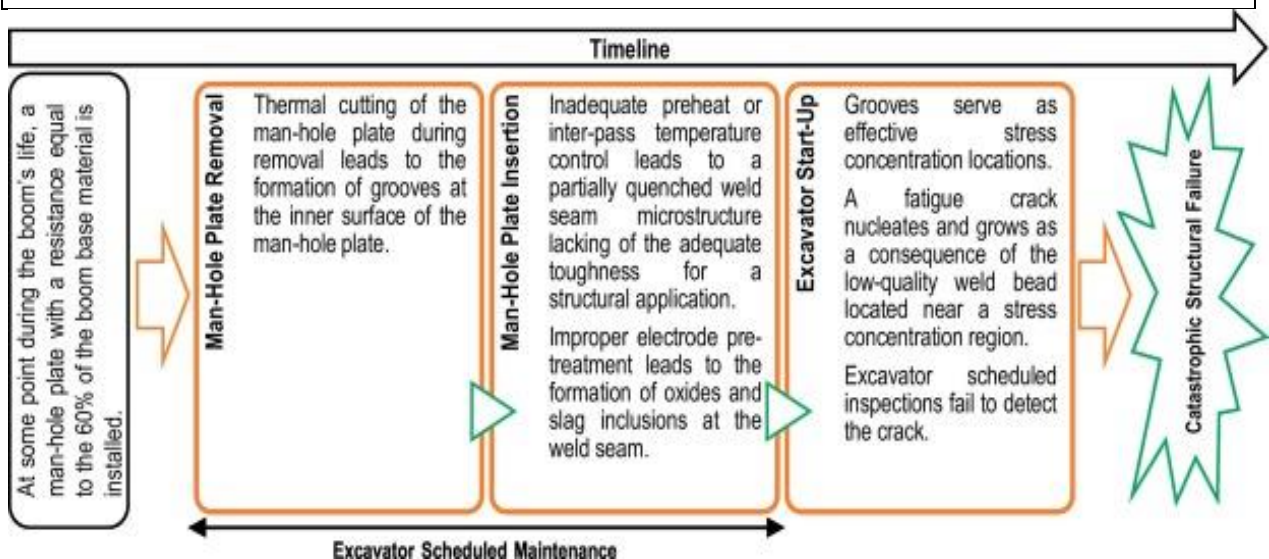 Timeline
At some point during the boom's life, a
man-hole plate with a resistance equal
to the 60% of the boom base material is
installed.
Man-Hole Plate Removal
Thermal cutting of the
man-hole plate during
removal leads to the
formation of grooves at
the inner surface of the
man-hole plate.
Man-Hole Plate Insertion
Inadequate preheat or
inter-pass temperature
control leads to a
partially quenched weld
seam microstructure
lacking of the adequate
toughness for a
structural application.
Improper electrode pre-
treatment leads to the
formation of oxides and
slag inclusions at the
weld seam.
Excavator Start-Up
Grooves serve as
effective stress
concentration locations.
A fatigue crack
nucleates and grows as
a consequence of the
low-quality weld bead
located near a stress
concentration region.
Excavator scheduled
inspections fail to detect
the crack.
Catastrophic Structural Failure
Excavator Scheduled Maintenance